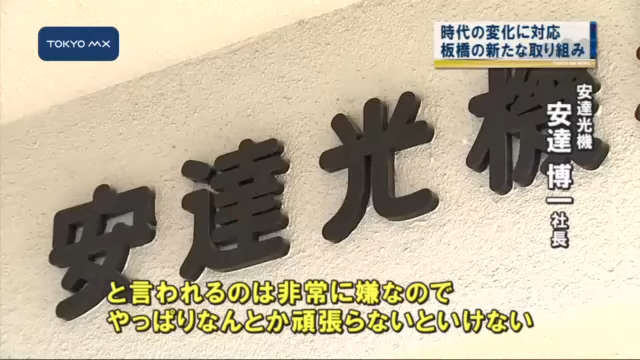 TOKYO MX
時代の変化に対応
板橋の新たな取り組み
安達光機
安達 博一 社長
安達光機
と言われるのは非常に嫌なので
やっぱりなんとか頑張らないといけない